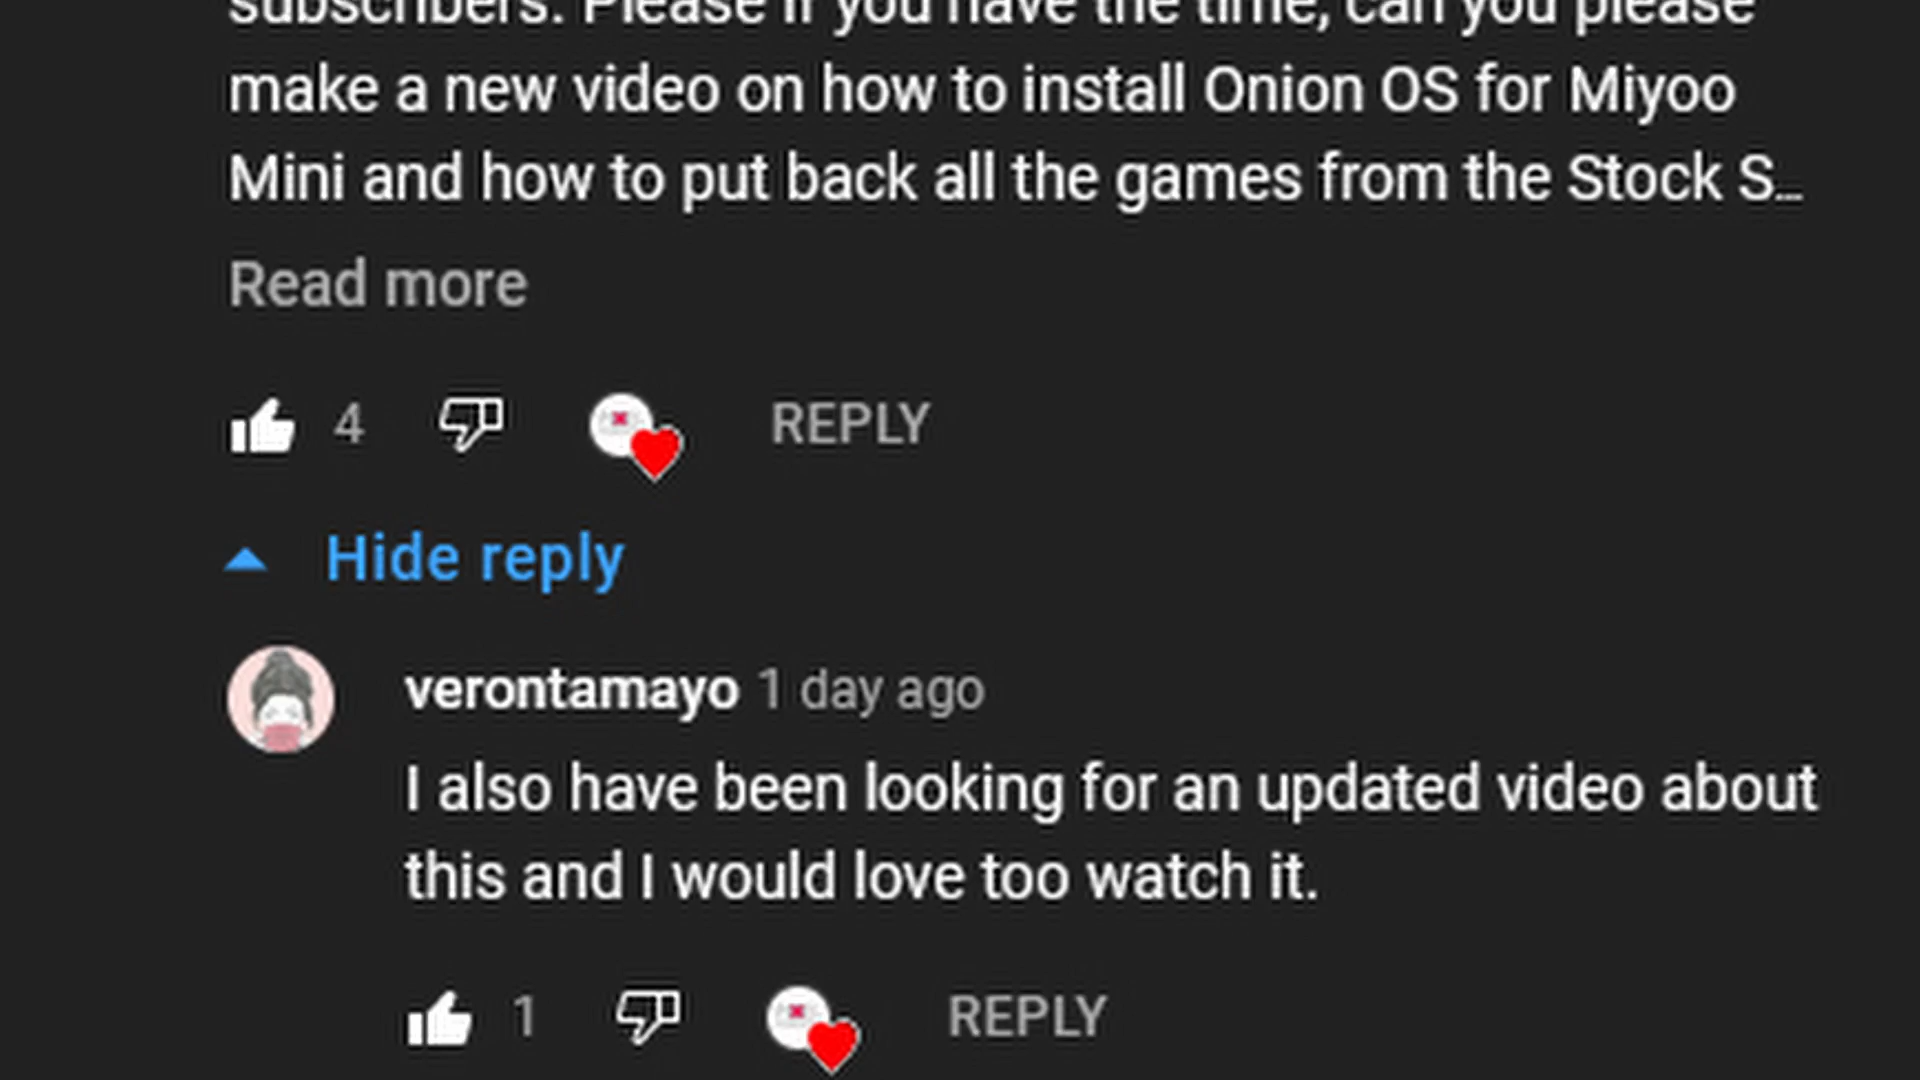 subscribers. Please if you have the time, can you please
make a new video on how to install Onion OS for Miyoo
Mini and how to put back all the games from the Stock S...
Read more
4 REPLY
Hide reply
verontamayo 1 day ago
I also have been looking for an updated video about
this and I would love too watch it.
1 REPLY